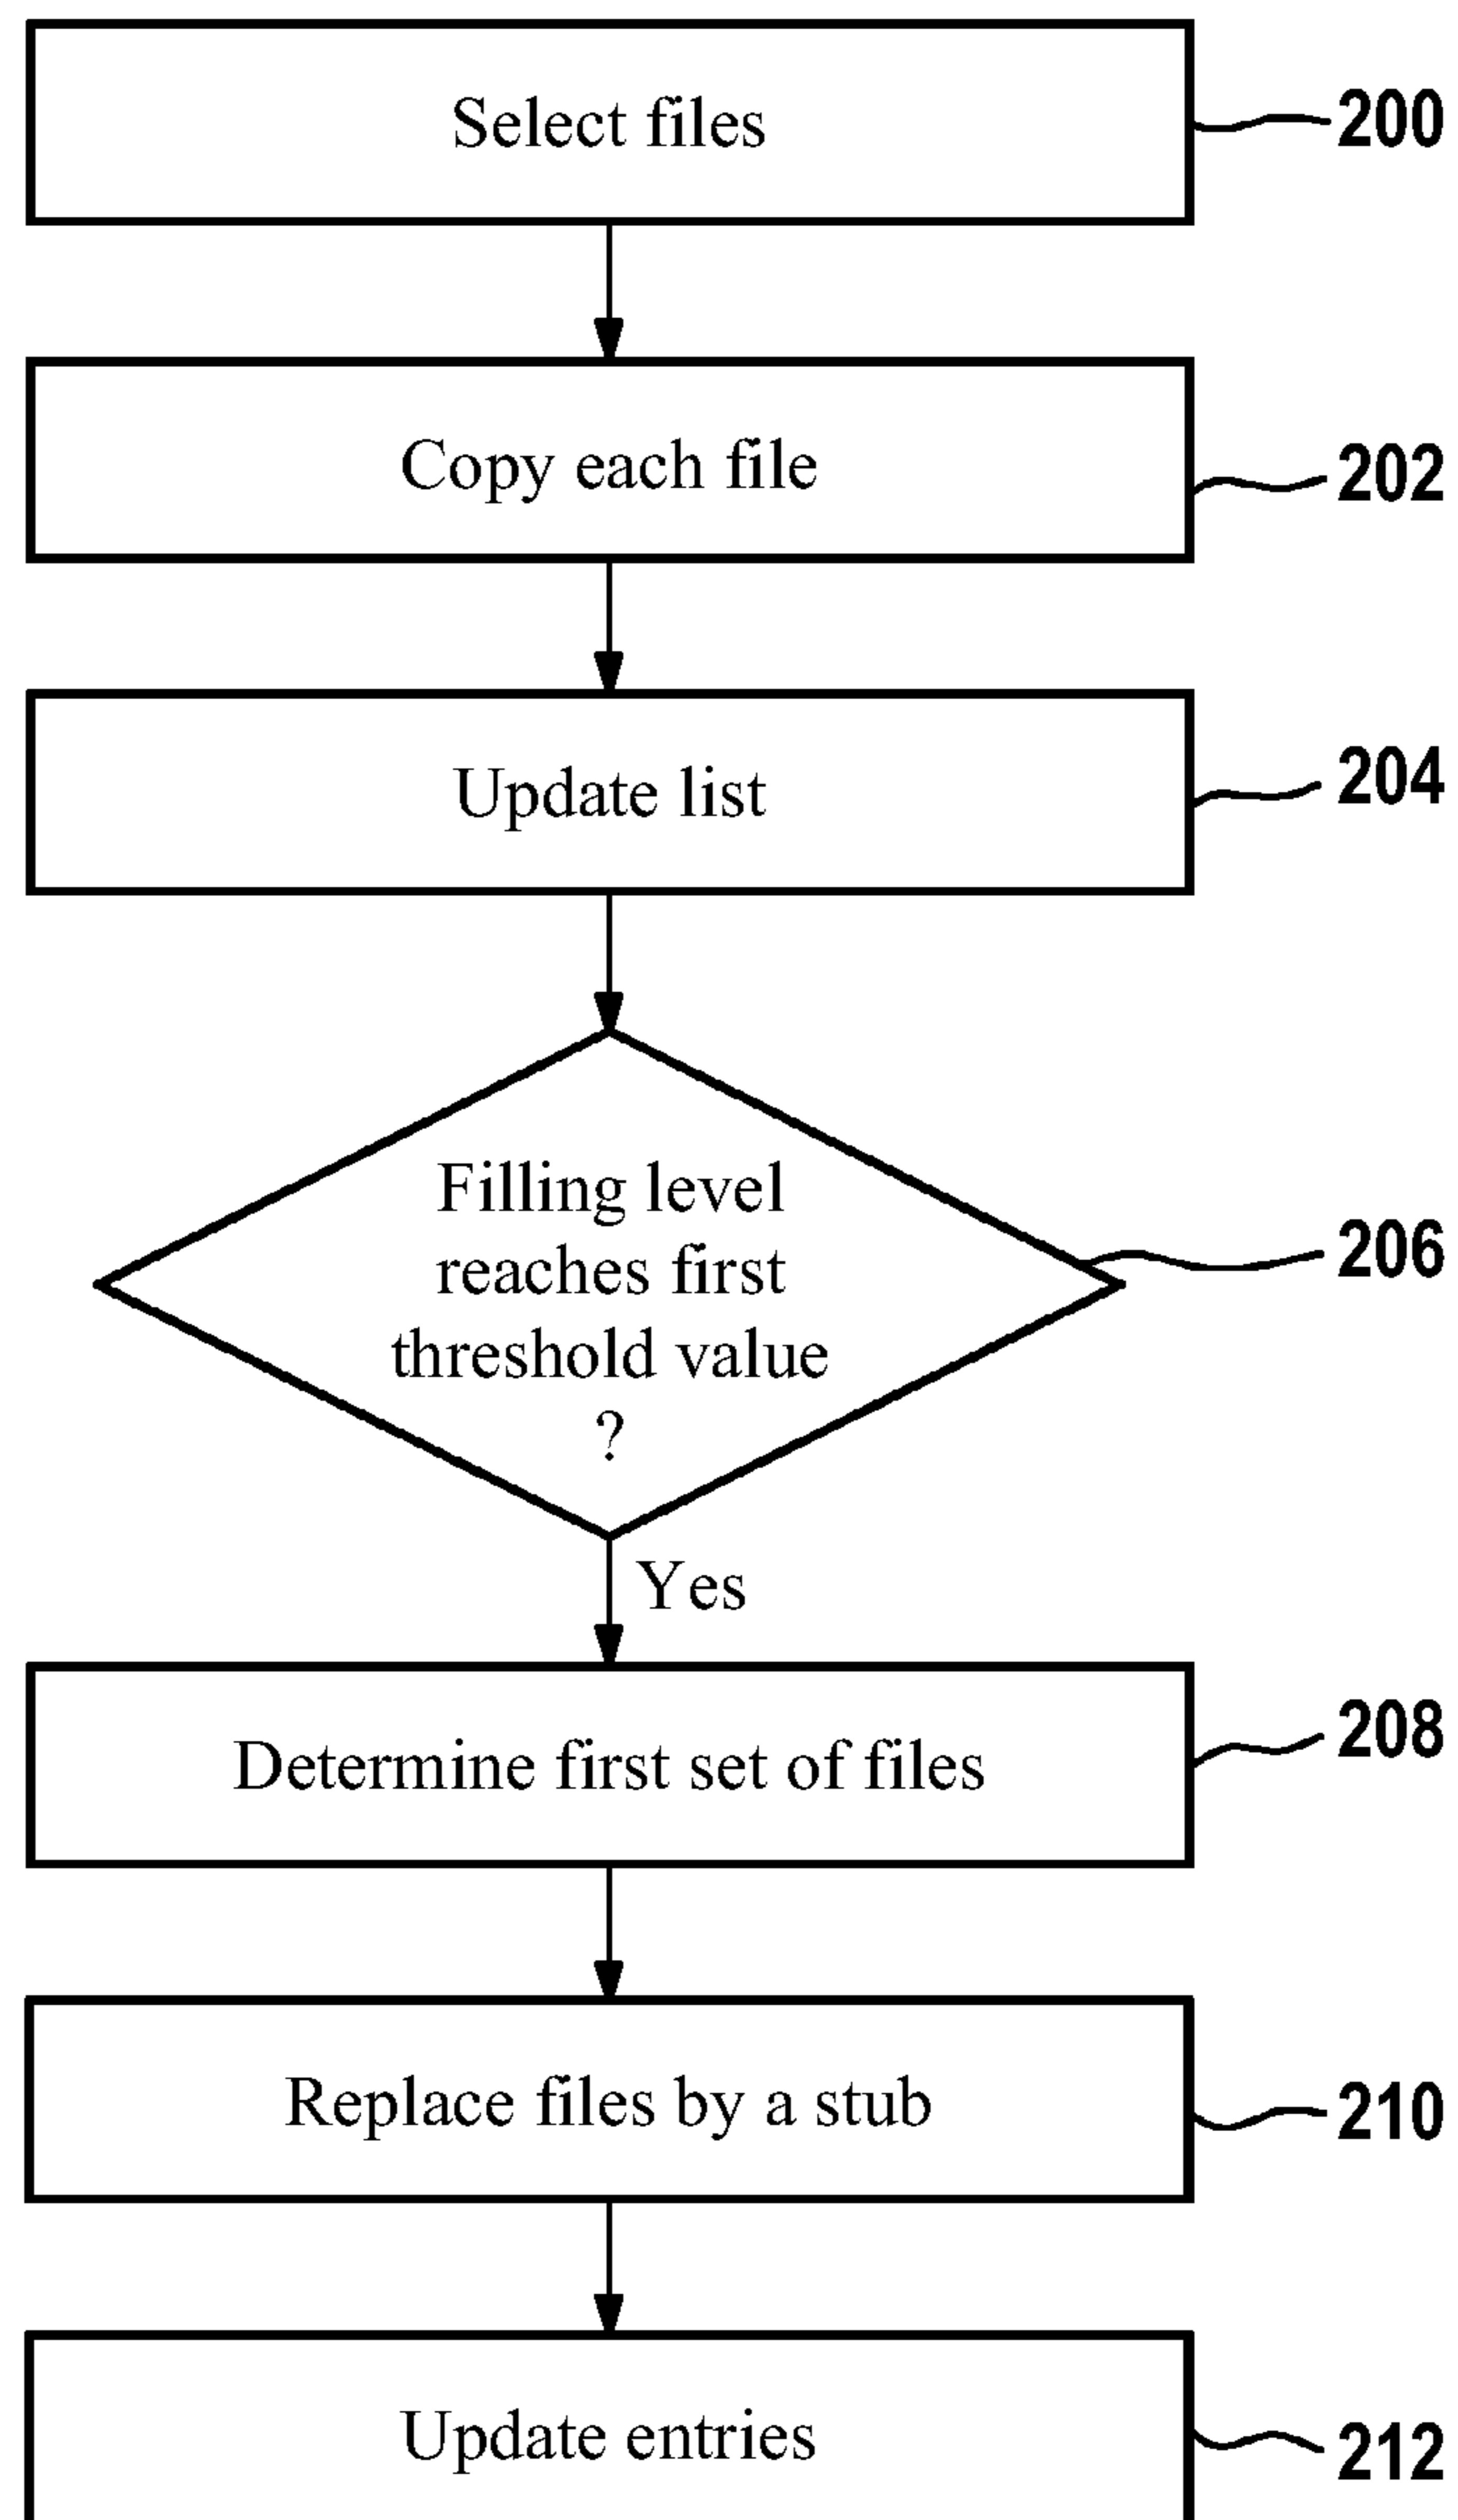 Select files
200
Copy each file
202
Update list
204
Filling level
reaches first
threshold value
?
206
Yes
Determine first set of files
208
Replace files by a stub
210
Update entries
212